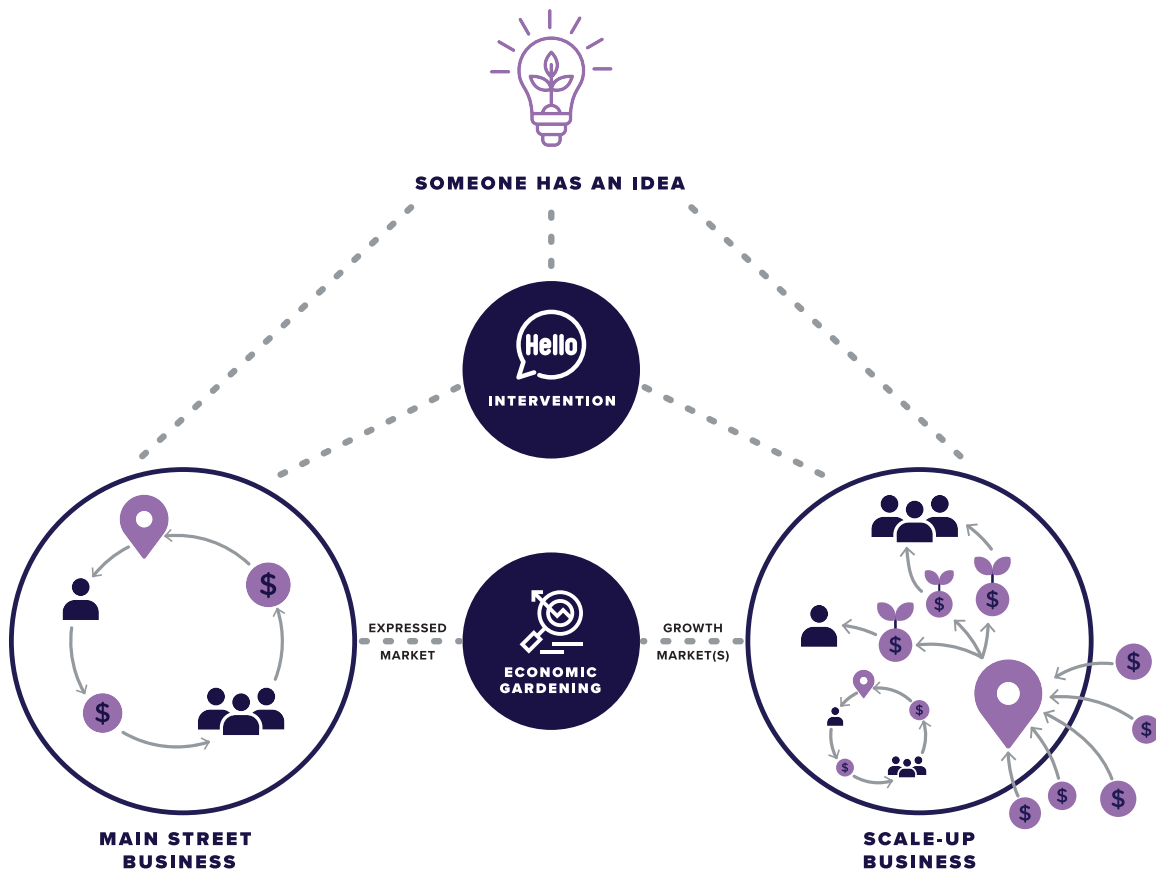 SOMEONE HAS AN IDEA
Hello
INTERVENTION
$
$
EXPRESSED
MARKET
ECONOMIC
GARDENING
GROWTH
MARKET(S)
$
$
$
$
$
$
$
$
$
$
MAIN STREET
BUSINESS
SCALE-UP
BUSINESS